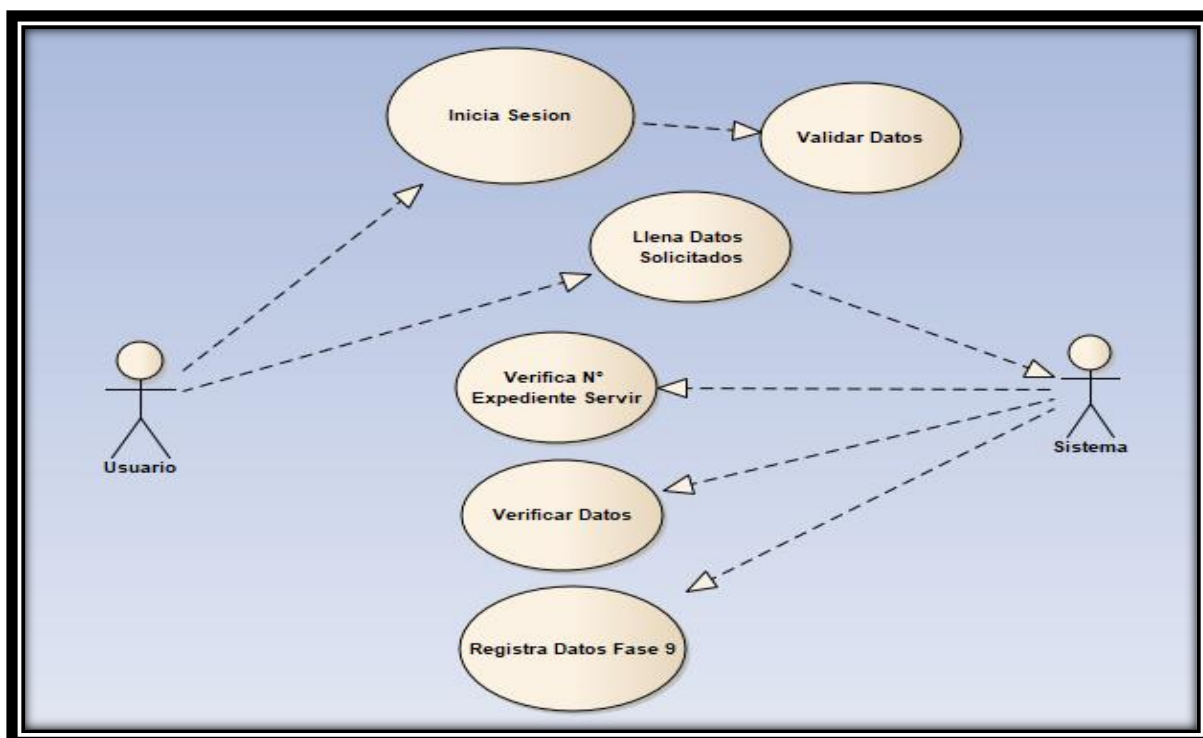 Inicia Sesion
Validar Datos
Llena Datos
Solicitados
Verifica N°
Expediente Servir
Usuario
Sistema
Verificar Datos
Registra Datos Fase 9